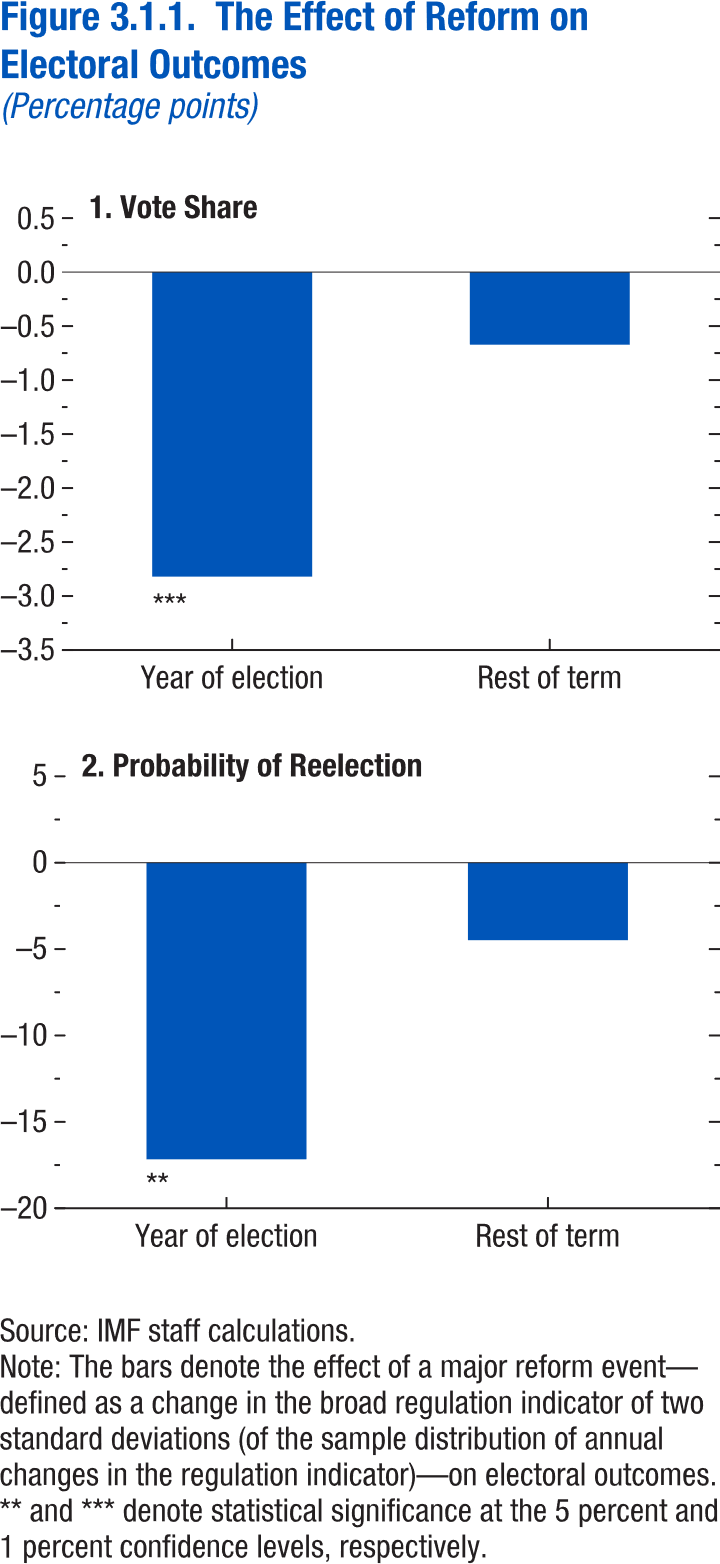 Figure 3.1.1.  The Effect of Reform on
Electoral Outcomes
(Percentage points)
1. Vote Share
0.5
0.0
–0.5
–1.0
–1.5
–2.0
–2.5
–3.0
–3.5
***
Year of election
Rest of term
2. Probability of Reelection
5
0
–5
–10
–15
–20
**
Year of election
Rest of term
Source: IMF staff calculations.
Note: The bars denote the effect of a major reform event—
defined as a change in the broad regulation indicator of two
standard deviations (of the sample distribution of annual
changes in the regulation indicator)—on electoral outcomes.
** and *** denote statistical significance at the 5 percent and
1 percent confidence levels, respectively.